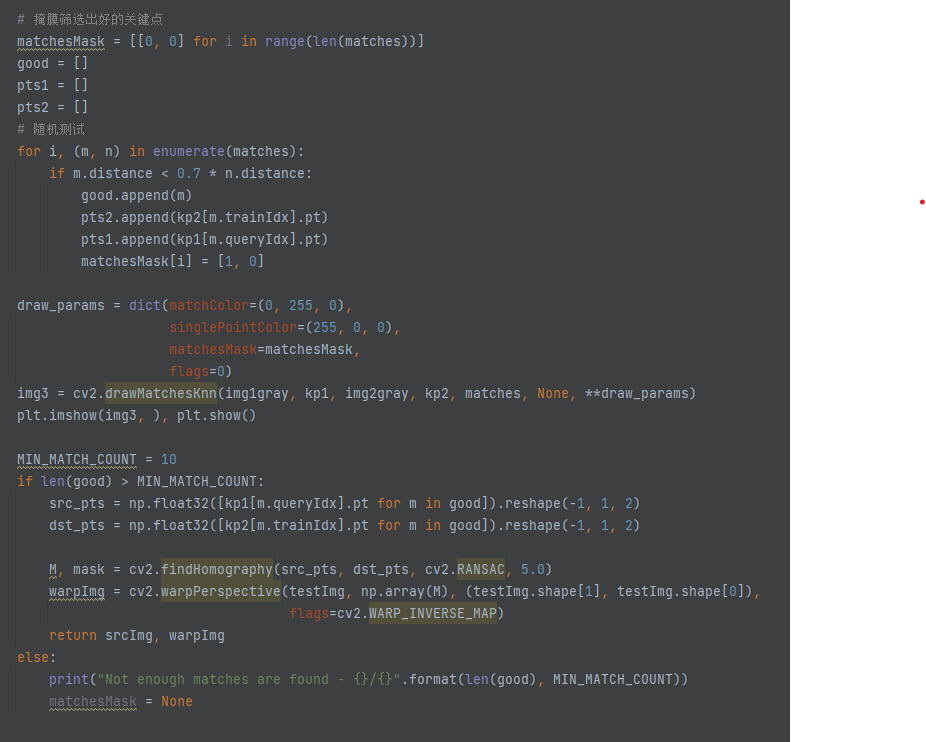 # 掩膜筛选出好的关键点
matchesMask = [[0, 0] for i in range(len(matches))]
good = []
pts1 = []
pts2 = []
# 随机测试
for i, (m, n) in enumerate(matches):
    if m.distance < 0.7 * n.distance:
        good.append(m)
        pts2.append(kp2[m.trainIdx].pt)
        pts1.append(kp1[m.queryIdx].pt)
        matchesMask[i] = [1, 0]

draw_params = dict(matchColor=(0, 255, 0),
                   singlePointColor=(255, 0, 0),
                   matchesMask=matchesMask,
                   flags=0)
img3 = cv2.drawMatchesKnn(img1gray, kp1, img2gray, kp2, matches, None, **draw_params)
plt.imshow(img3, ), plt.show()

MIN_MATCH_COUNT = 10
if len(good) > MIN_MATCH_COUNT:
    src_pts = np.float32([kp1[m.queryIdx].pt for m in good]).reshape(-1, 1, 2)
    dst_pts = np.float32([kp2[m.trainIdx].pt for m in good]).reshape(-1, 1, 2)

    M, mask = cv2.findHomography(src_pts, dst_pts, cv2.RANSAC, 5.0)
    warpImg = cv2.warpPerspective(testImg, np.array(M), (testImg.shape[1], testImg.shape[0]),
                                  flags=cv2.WARP_INVERSE_MAP)
    return srcImg, warpImg
else:
    print("Not enough matches are found - {}/{}".format(len(good), MIN_MATCH_COUNT))
    matchesMask = None